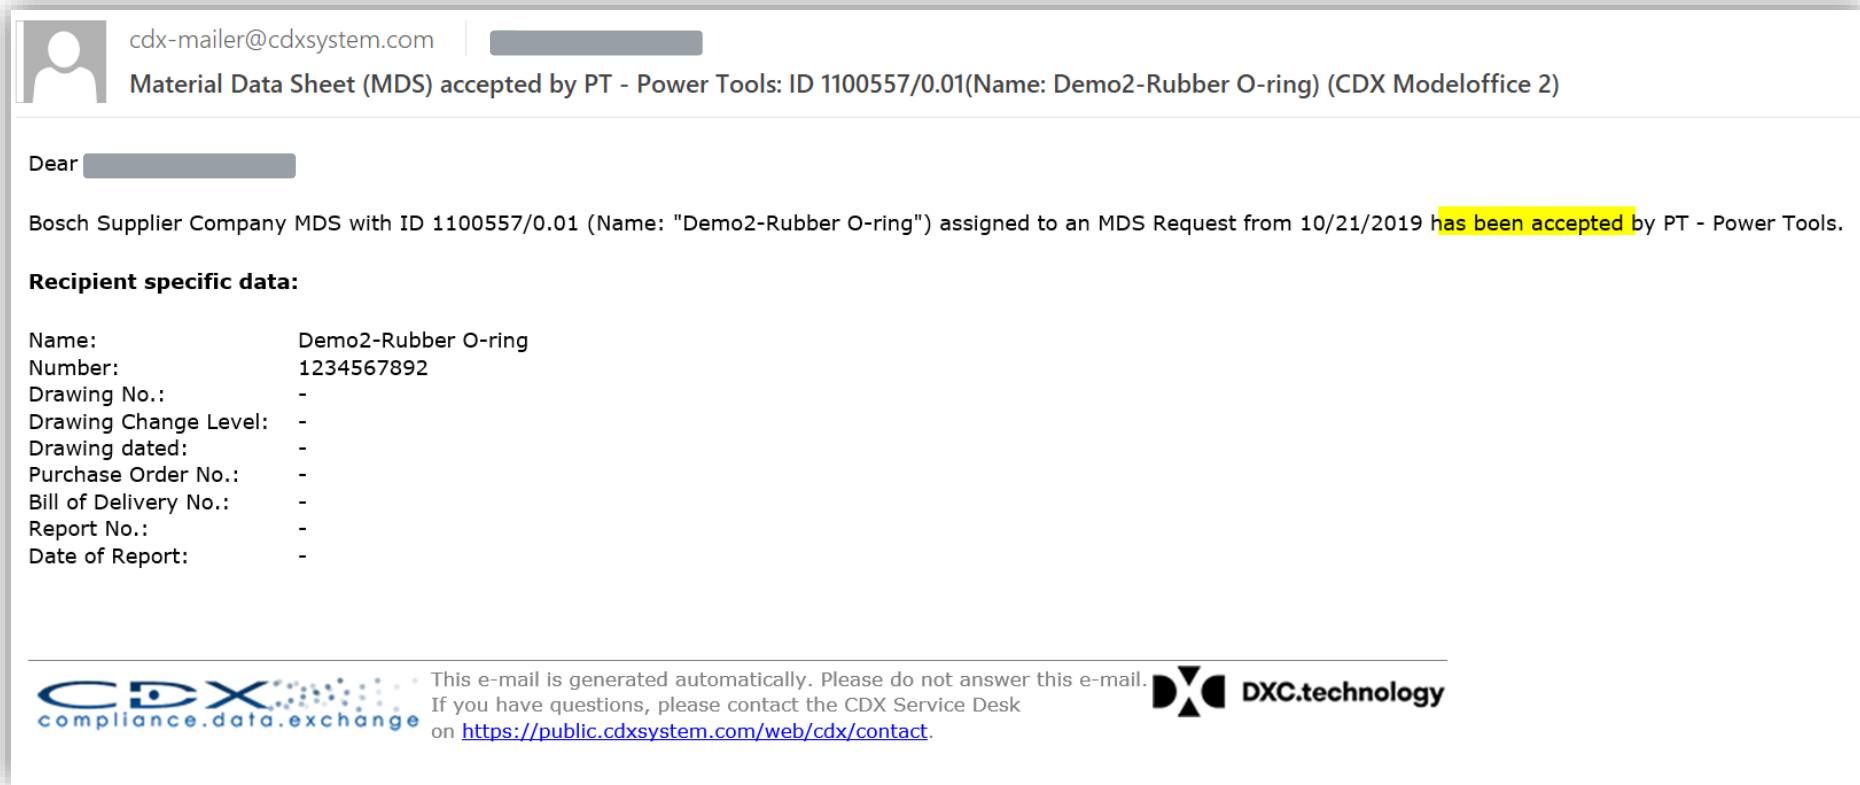 cdx-mailer@cdxsystem.com
Material Data Sheet (MDS) accepted by PT - Power Tools: ID 1100557/0.01(Name: Demo2-Rubber O-ring) (CDX Modeloffice 2)
Dear
Bosch Supplier Company MDS with ID 1100557/0.01 (Name: "Demo2-Rubber O-ring") assigned to an MDS Request from 10/21/2019 has been accepted by PT - Power Tools.
Recipient specific data:
Name: Demo2-Rubber O-ring
Number: 1234567892
Drawing No.: -
Drawing Change Level: -
Drawing dated: -
Purchase Order No.: -
Bill of Delivery No.: -
Report No.: -
Date of Report: -
CDX
compliance.data.exchange
This e-mail is generated automatically. Please do not answer this e-mail.
If you have questions, please contact the CDX Service Desk
on https://public.cdxsystem.com/web/cdx/contact.
DXC.technology